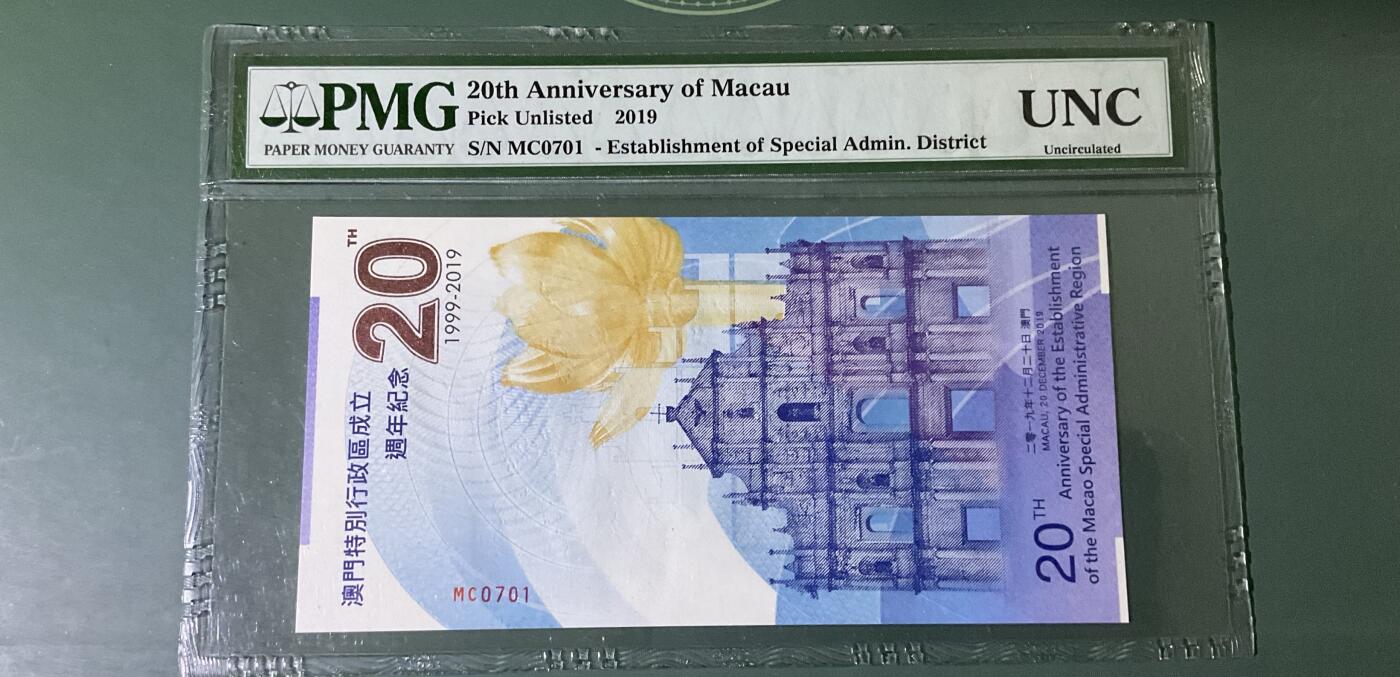 PMG
PAPER MONEY GUARANTY
20th Anniversary of Macau
Pick Unlisted 2019
S/N MC0701 - Establishment of Special Admin. District
UNC
Uncirculated
澳門特別行政區成立
20TH
週年紀念
1999-2019
MC0701
二零一九年十二月二十日 澳門
MACAU, 20 DECEMBER 2019
20TH Anniversary of the Establishment
of the Macao Special Administrative Region